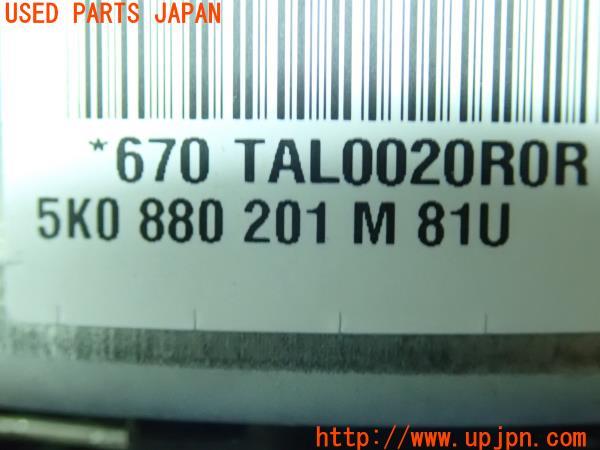 USED PARTS JAPAN
*670 TAL0020R0R
5K0 880 201 M 81U
http://www.upjpn.com/